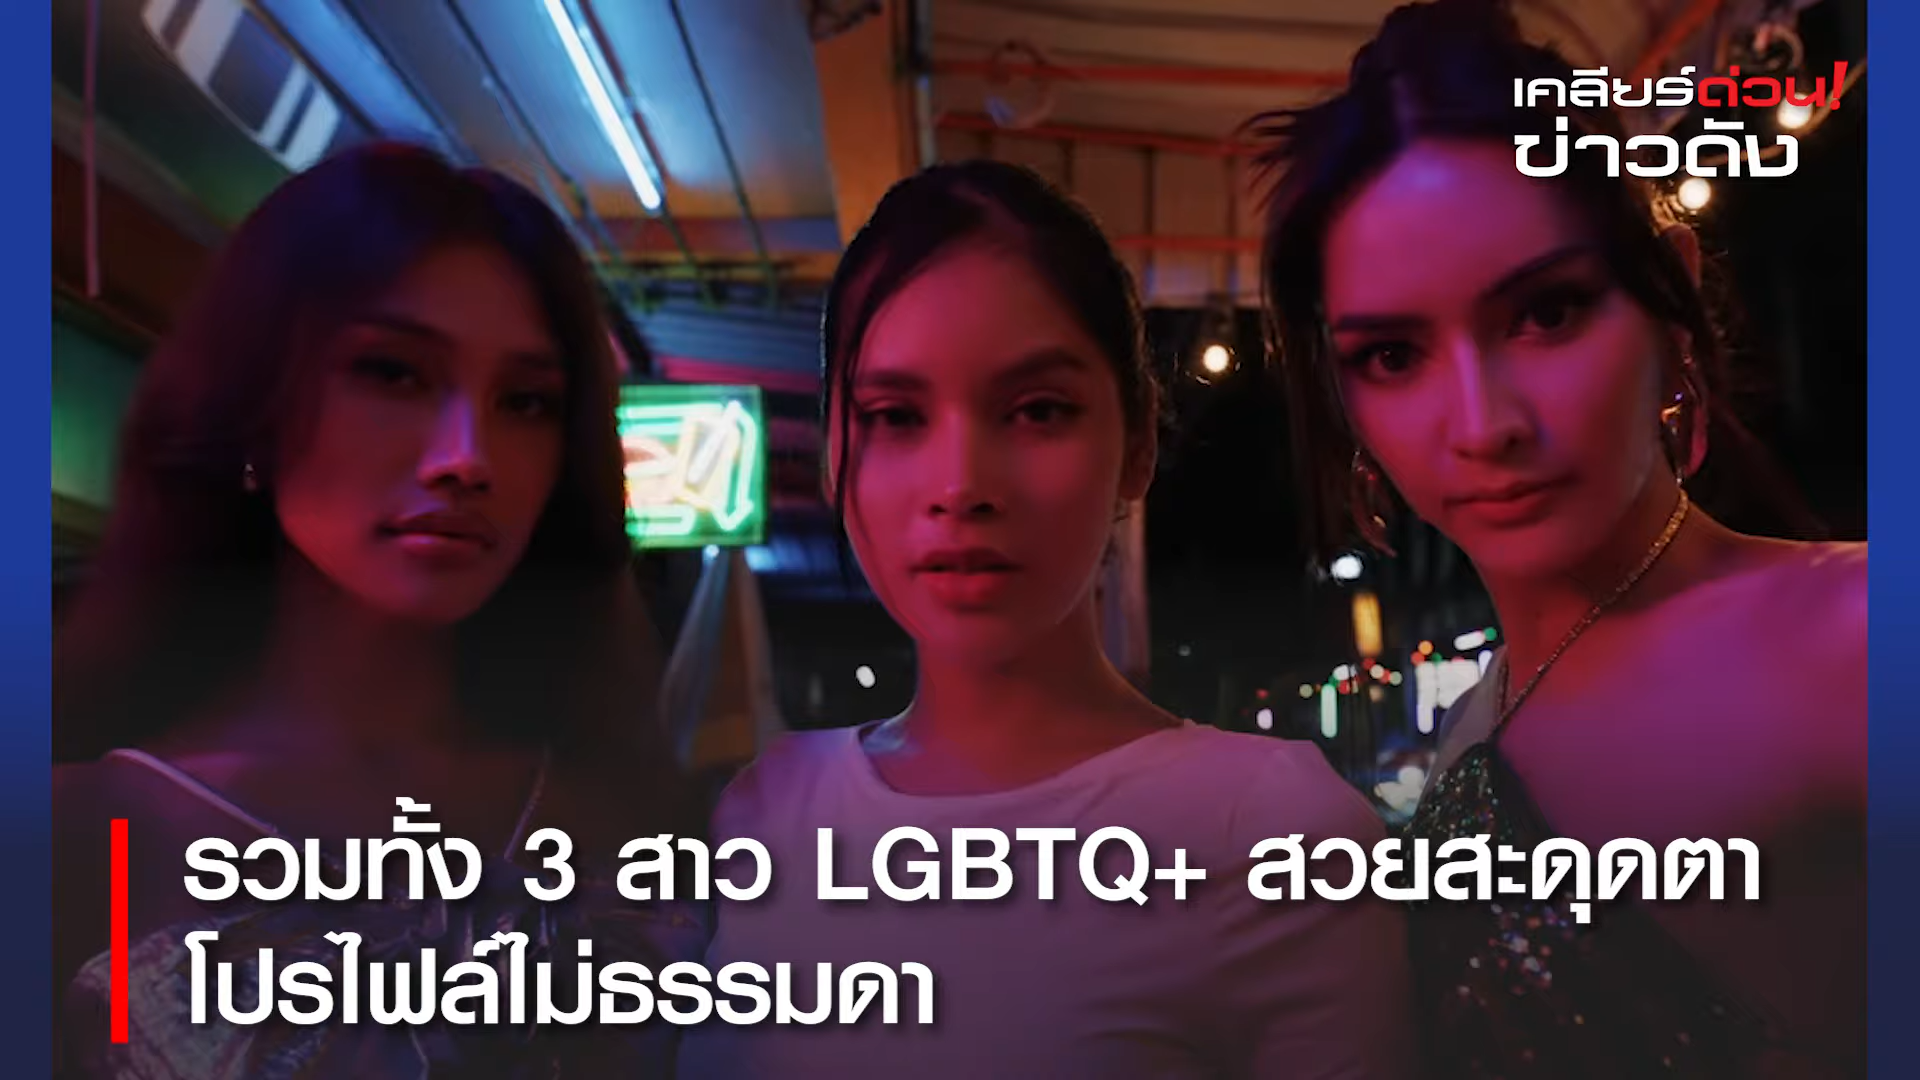 เคลียร์ด่วน!
ข่าวดัง
รวมทั้ง 3 สาว LGBTQ+ สวยสะดุดตา
โปรไฟล์ไม่ธรรมดา